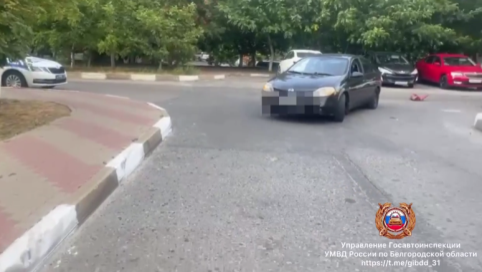 Управление Госавтоинспекции
УМВД России по Белгородской области
https://t.me/gibdd_31